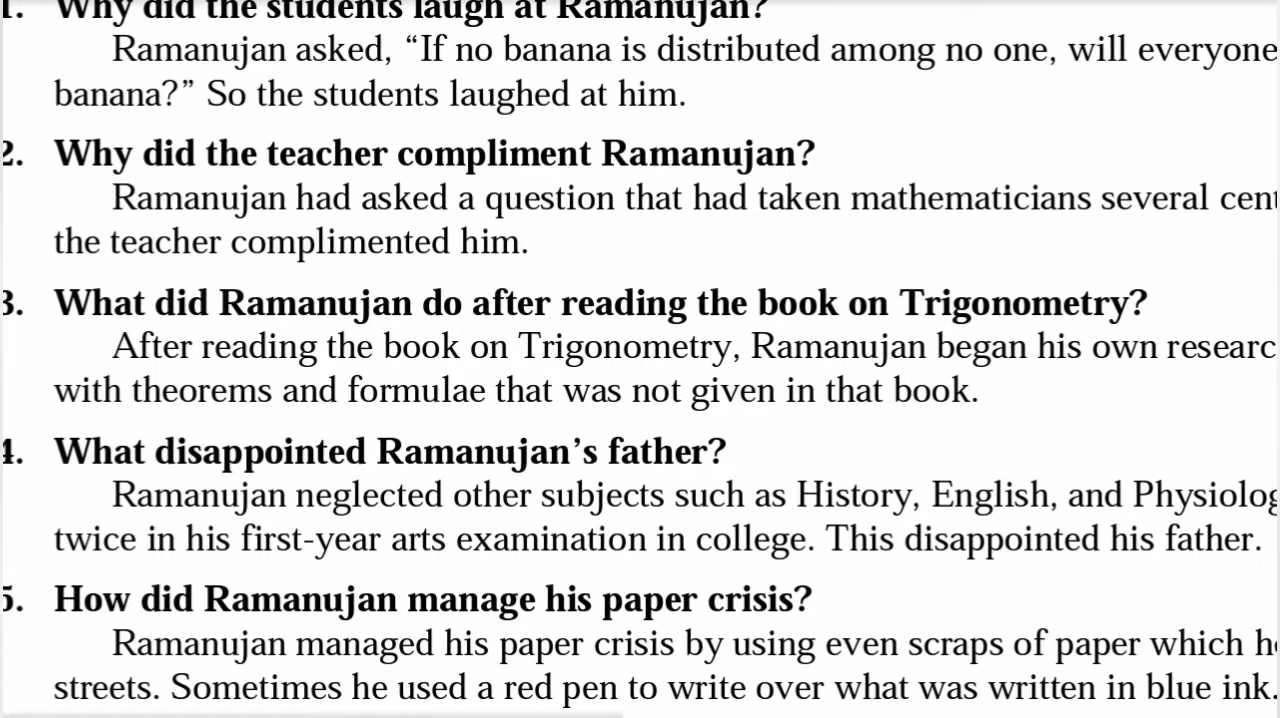 1. Why did the students laugh at Ramanujan?
Ramanujan asked, “If no banana is distributed among no one, will everyone
banana?” So the students laughed at him.
2. Why did the teacher compliment Ramanujan?
Ramanujan had asked a question that had taken mathematicians several
the teacher complimented him.
3. What did Ramanujan do after reading the book on Trigonometry?
After reading the book on Trigonometry, Ramanujan began his own
with theorems and formulae that was not given in that book.
4. What disappointed Ramanujan’s father?
Ramanujan neglected other subjects such as History, English, and
twice in his first-year arts examination in college. This disappointed his father.
5. How did Ramanujan manage his paper crisis?
Ramanujan managed his paper crisis by using even scraps of paper which
streets. Sometimes he used a red pen to write over what was written in blue ink.